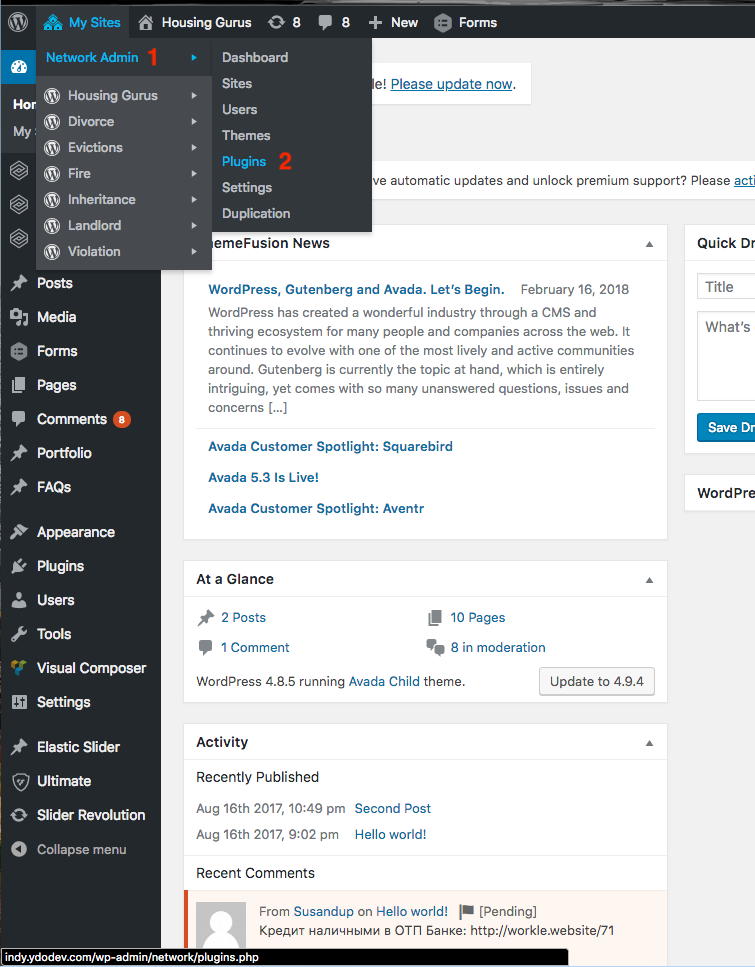 My Sites Housing Gurus 8 8 New Forms
Network Admin 1
Housing Gurus
Divorce
Evictions
Fire
Inheritance
Landlord
Violation
Dashboard
Sites
Users
Themes
Plugins 2
Settings
Duplication
le! Please update now.
ve automatic updates and unlock premium support? Please acti
Hor
My S
Posts
Media
Forms
Pages
Comments 8
Portfolio
FAQs
Appearance
Plugins
Users
Tools
Visual Composer
Settings
Elastic Slider
Ultimate
Slider Revolution
Collapse menu
hemeFusion News
WordPress, Gutenberg and Avada. Let's Begin. February 16, 2018
WordPress has created a wonderful industry through a CMS and
thriving ecosystem for many people and companies across the web. It
continues to evolve with one of the most lively and active communities
around. Gutenberg is currently the topic at hand, which is entirely
intriguing, yet comes with so many unanswered questions, issues and
concerns [...]
Avada Customer Spotlight: Squarebird
Avada 5.3 Is Live!
Avada Customer Spotlight: Aventr
At a Glance
2 Posts
10 Pages
1 Comment
8 in moderation
WordPress 4.8.5 running Avada Child theme.
Update to 4.9.4
Activity
Recently Published
Aug 16th 2017, 10:49 pm Second Post
Aug 16th 2017, 9:02 pm Hello world!
Recent Comments
From Susandup on Hello world! [Pending]
Кредит наличными в ОТП Банке: http://workle.website/71
Quick Dr
Title
What's
Save Dr
WordPre
indy.ydodev.com/wp-admin/network/plugins.php